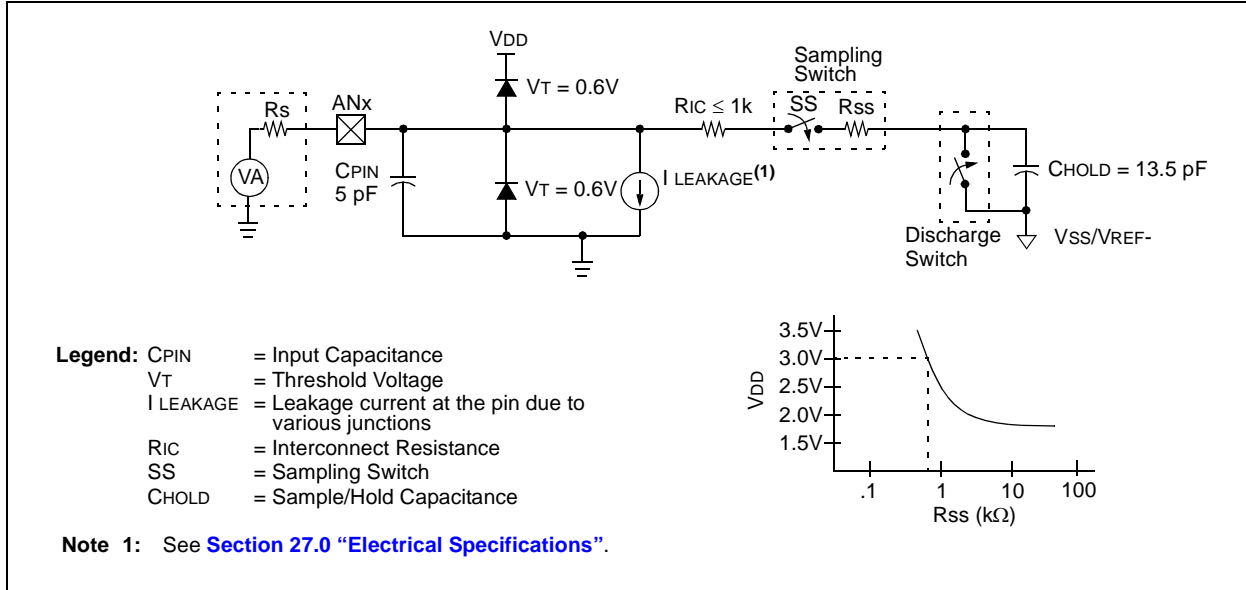 VDD
Sampling
Switch
VT = 0.6V
Rs
ANx
RIC ≤ 1k
SS
Rss
VA
CPIN
5 pF
VT = 0.6V
I LEAKAGE(1)
CHOLD = 13.5 pF
Discharge
Switch
VSS/VREF-
Legend: CPIN = Input Capacitance
VT = Threshold Voltage
I LEAKAGE = Leakage current at the pin due to
various junctions
RIC = Interconnect Resistance
SS = Sampling Switch
CHOLD = Sample/Hold Capacitance
VDD
3.5V
3.0V
2.5V
2.0V
1.5V
.1 1 10 100
Rss (kΩ)
Note 1: See Section 27.0 “Electrical Specifications”.